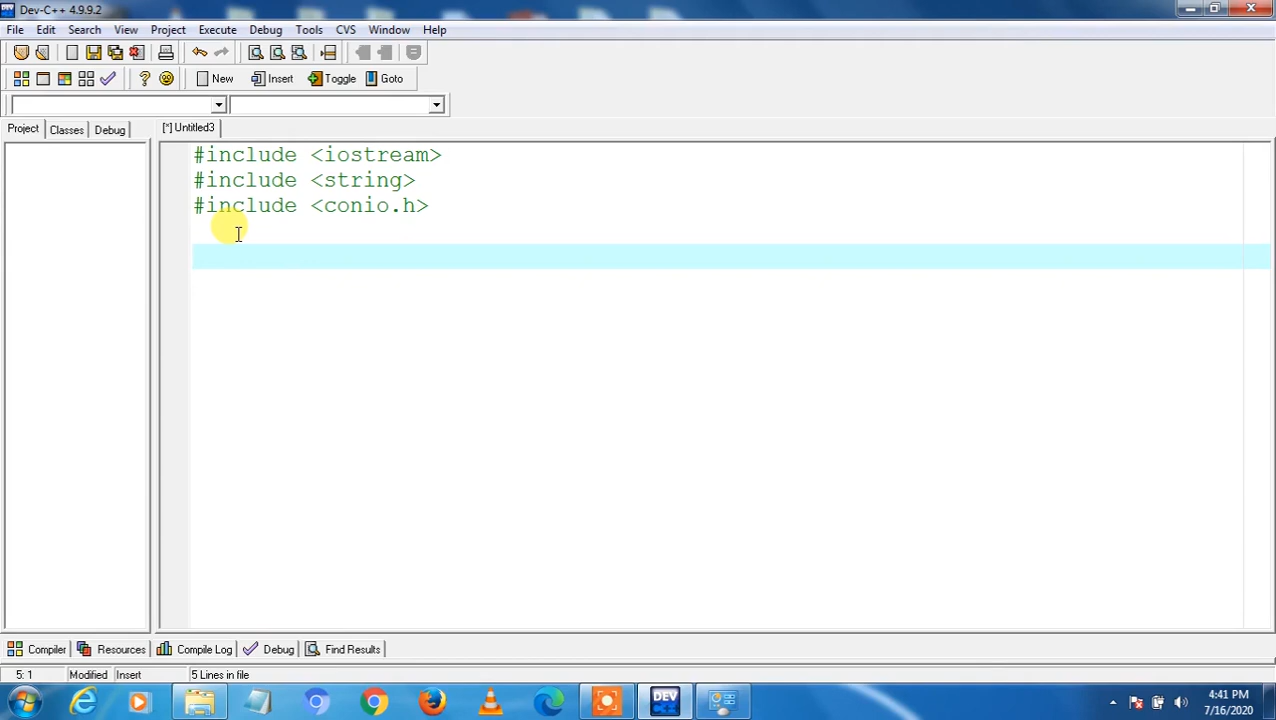 Dev-C++ 4.9.9.2
File Edit Search View Project Execute Debug Tools CVS Window Help
New Insert Toggle Goto
Project Classes Debug [*] Untitled3
#include <iostream>
#include <string>
#include <conio.h>
Compiler Resources Compile Log Debug Find Results
5: 1 Modified Insert 5 Lines in file
DEV C++
4:41 PM
7/16/2020